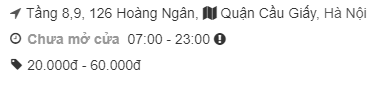 Tầng 8,9, 126 Hoàng Ngân, Quận Cầu Giấy, Hà Nội
Chưa mở cửa 07:00 - 23:00
20.000đ - 60.000đ